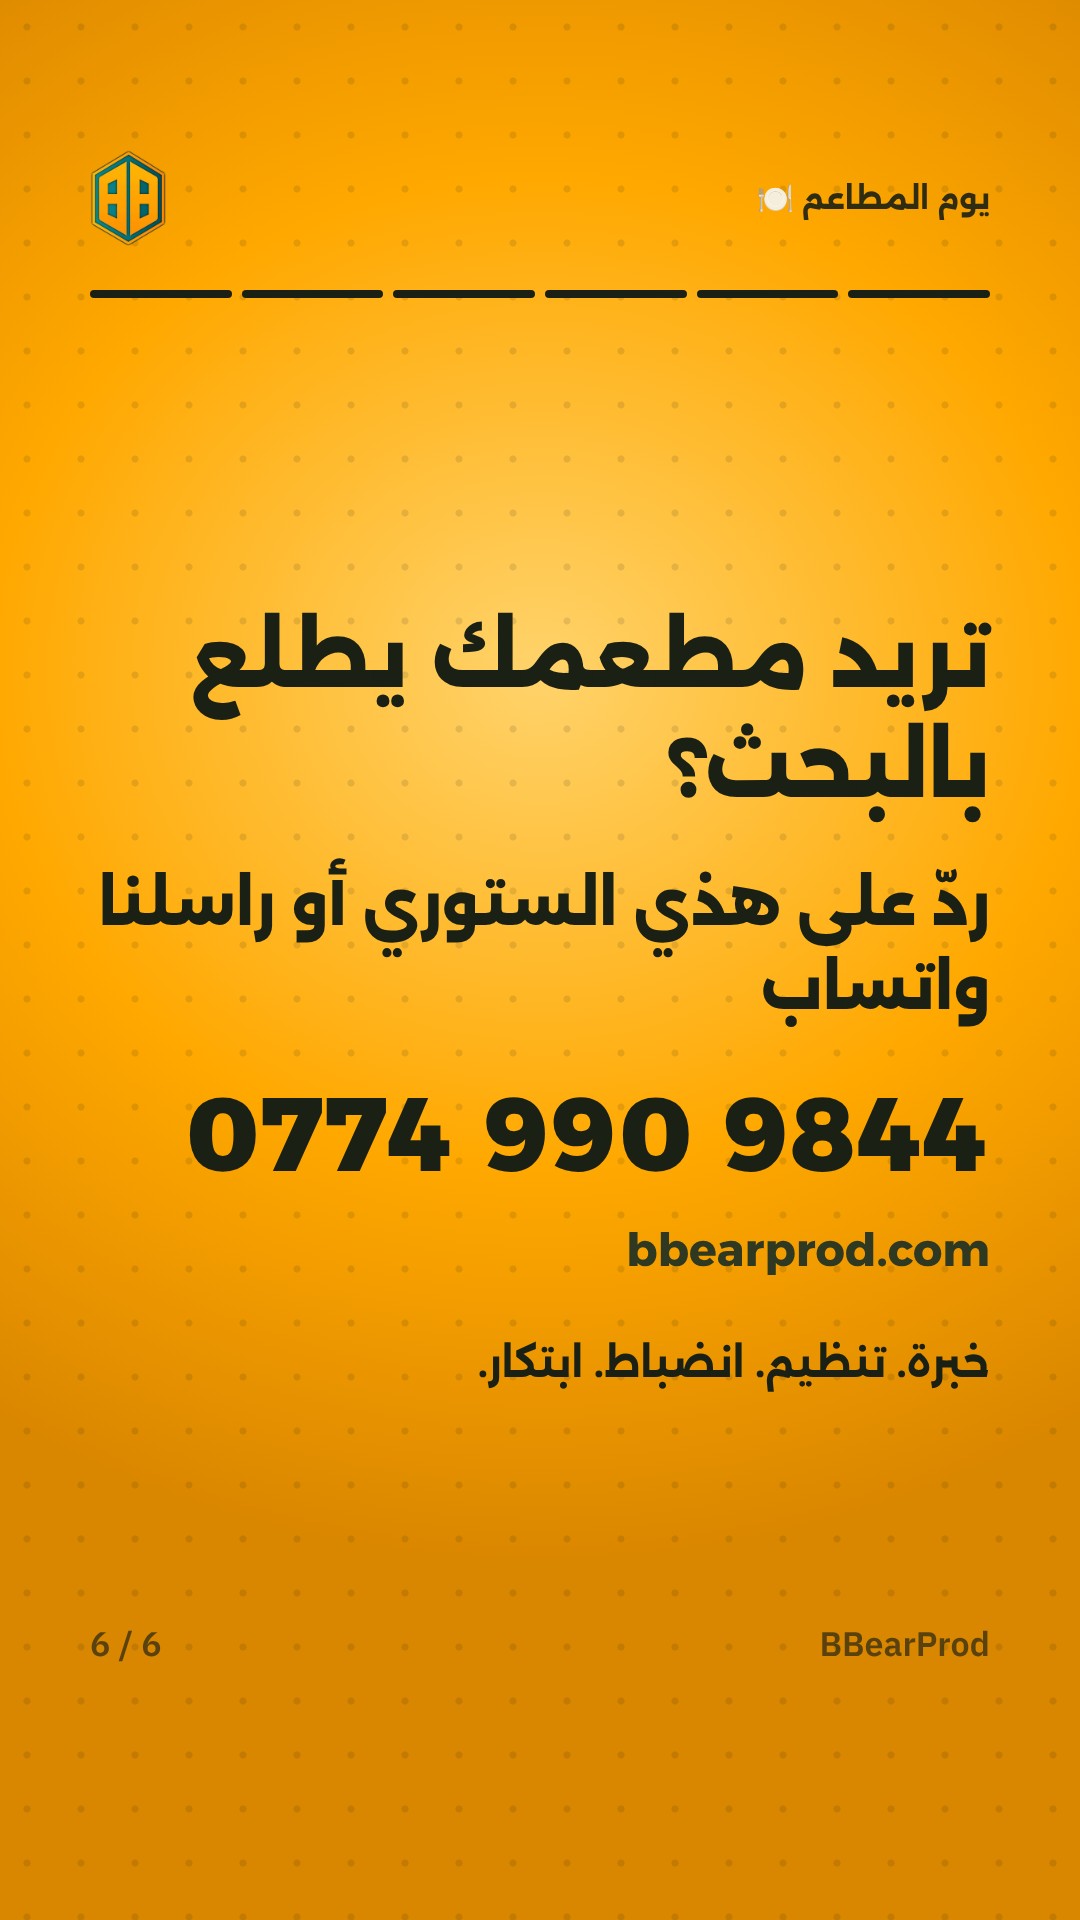 يوم المطاعم 🍽️
تريد مطعمك يطلع
بالبحث؟
ردّ على هذي الستوري أو راسلنا
واتساب
0774 990 9844
bbearprod.com
خبرة. تنظيم. انضباط. ابتكار.
BBearProd
6 / 6